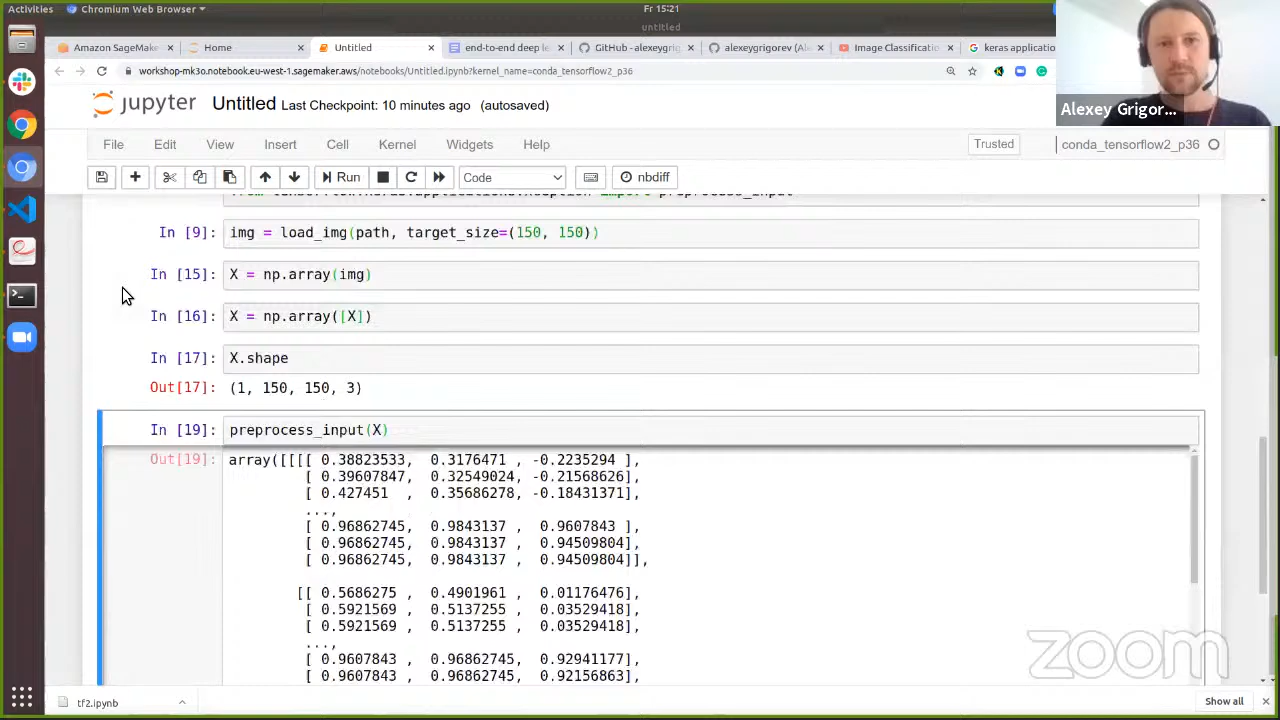 Activities
Chromium Web Browser
Fr 15:21
untitled
Amazon SageMake
Home
Untitled
end-to-end deep le
GitHub - alexeygrig
alexeygrigorev (Ale
Image Classificati
keras applicatio
workshop-mk3o.notebook.eu-west-1.sagemaker.aws/notebooks/Untitled.ipynb?kernel_name=conda_tensorflow2_p36
Alexey Grigor...
jupyter Untitled Last Checkpoint: 10 minutes ago (autosaved)
File Edit View Insert Cell Kernel Widgets Help
Trusted
conda_tensorflow2_p36
Run
Code
nbdiff
In [9]: img = load_img(path, target_size=(150, 150))
In [15]: X = np.array(img)
In [16]: X = np.array([X])
In [17]: X.shape
Out[17]: (1, 150, 150, 3)
In [19]: preprocess_input(X)
Out[19]: array([[[[ 0.38823533, 0.3176471 , -0.2235294 ],
[ 0.39607847, 0.32549024, -0.21568626],
[ 0.427451 , 0.35686278, -0.18431371],
...,
[ 0.96862745, 0.9843137 , 0.9607843 ],
[ 0.96862745, 0.9843137 , 0.94509804],
[ 0.96862745, 0.9843137 , 0.94509804]],
[[ 0.5686275 , 0.4901961 , 0.01176476],
[ 0.5921569 , 0.5137255 , 0.03529418],
[ 0.5921569 , 0.5137255 , 0.03529418],
...,
[ 0.9607843 , 0.96862745, 0.92941177],
[ 0.9607843 , 0.96862745, 0.92156863],
zoom
tf2.ipynb
Show all